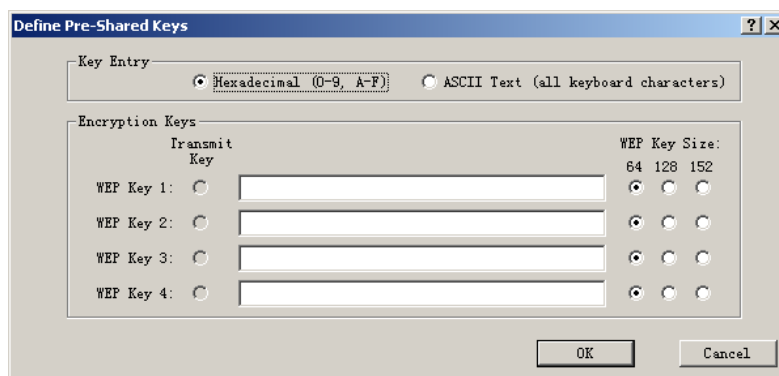 Define Pre-Shared Keys
Key Entry
Hexadecimal (0-9, A-F) ASCII Text (all keyboard characters)
Encryption Keys
Transmit Key WEP Key Size:
64 128 152
WEP Key 1:
WEP Key 2:
WEP Key 3:
WEP Key 4:
OK Cancel